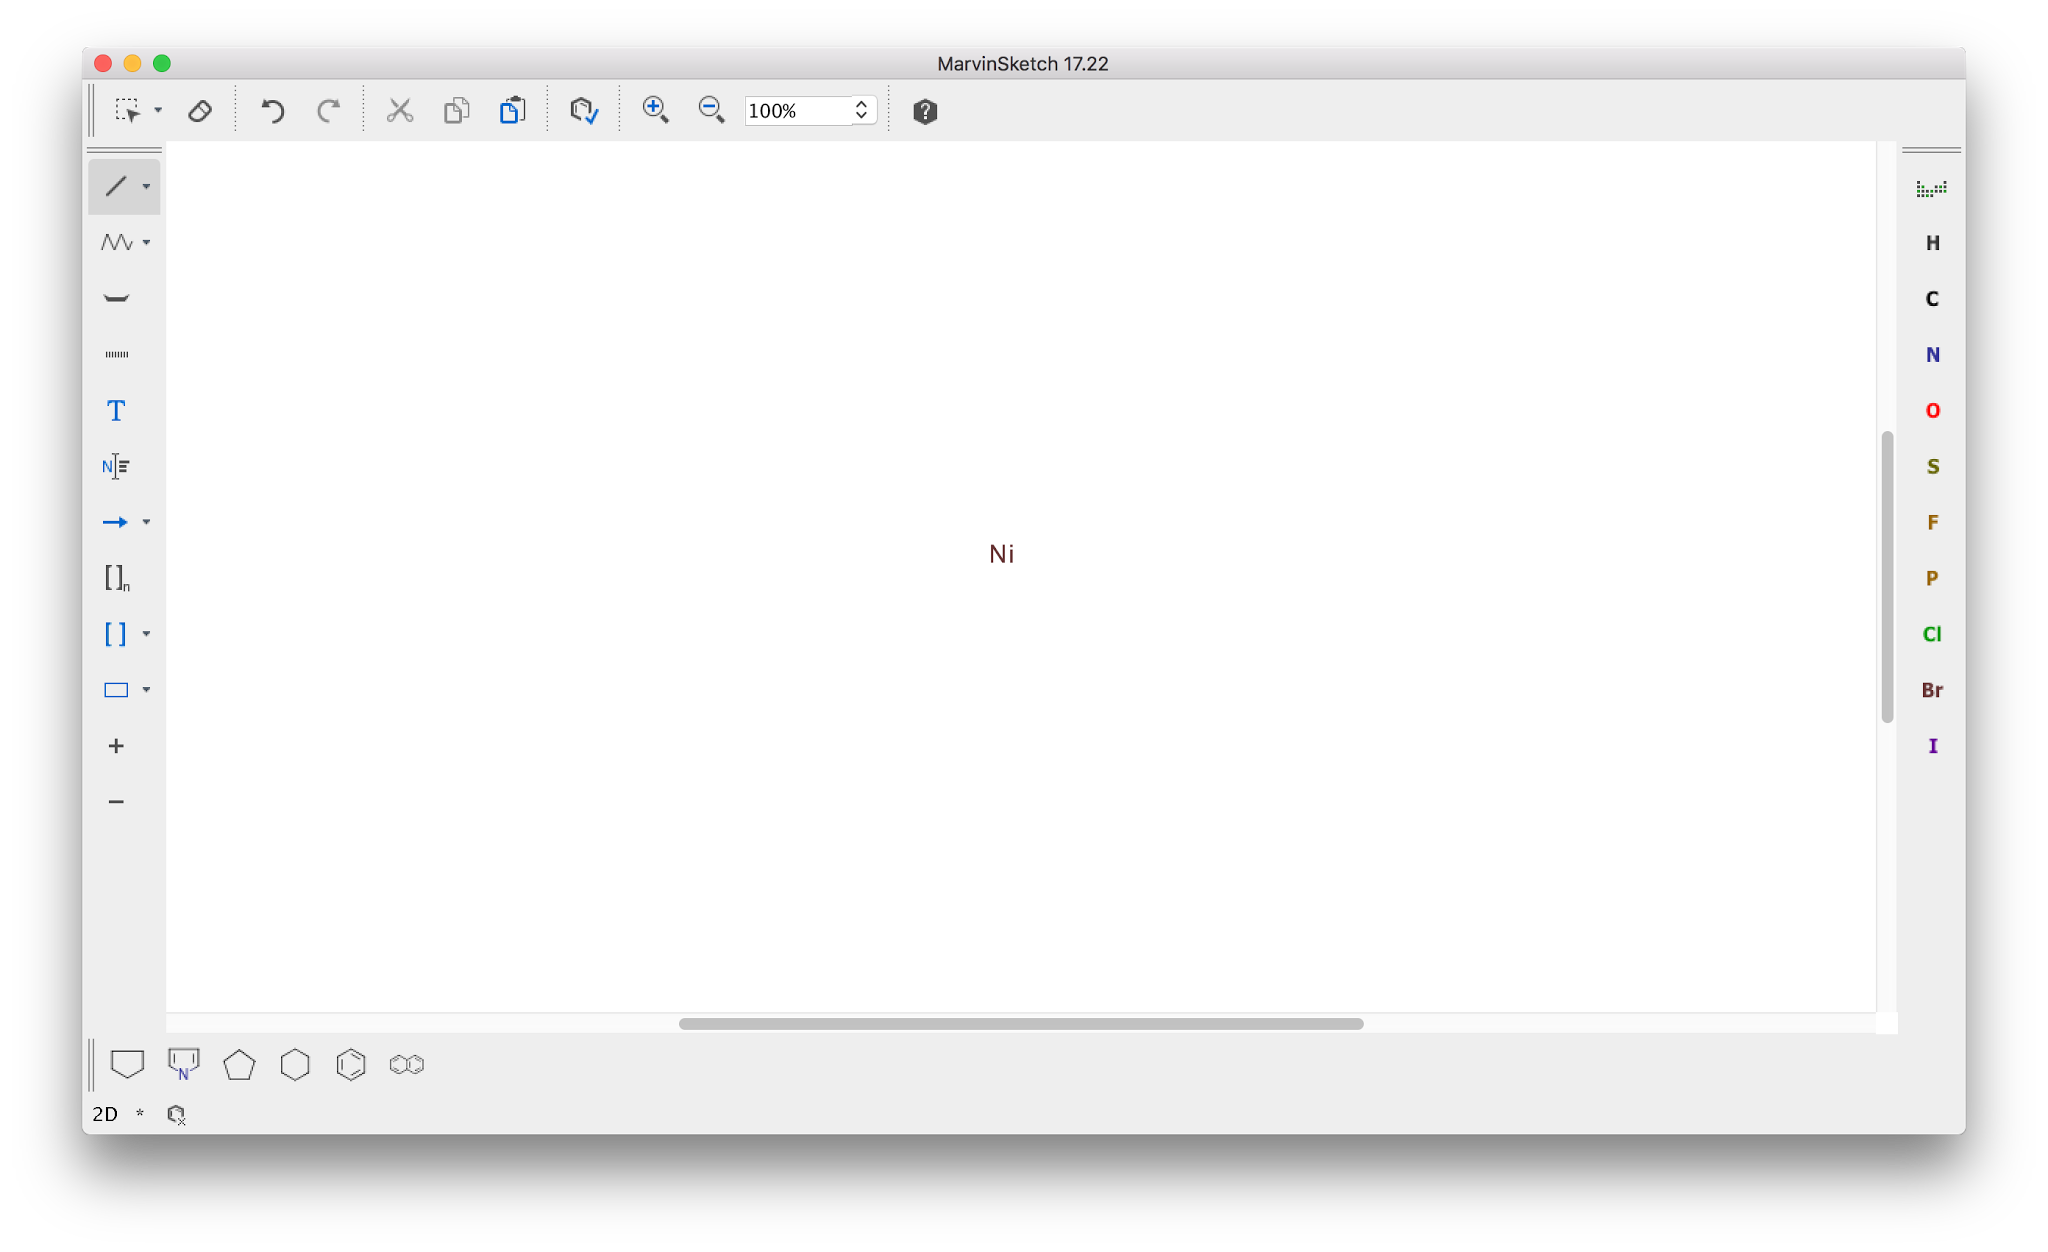 MarvinSketch 17.22
100%
?
H
C
N
O
S
F
P
Cl
Br
I
T
N
[ ]n
[ ]
+
−
Ni
N
2D *